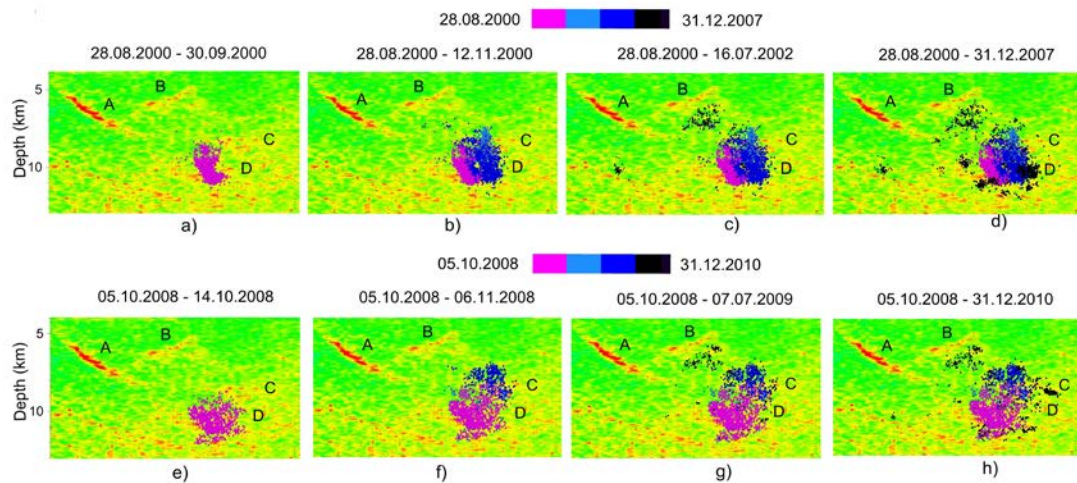 28.08.2000 31.12.2007
28.08.2000 - 30.09.2000 28.08.2000 - 12.11.2000 28.08.2000 - 16.07.2002 28.08.2000 - 31.12.2007
Depth (km)
5
10
A B C D
A B C D
A B C D
A B C D
a) b) c) d)
05.10.2008 31.12.2010
05.10.2008 - 14.10.2008 05.10.2008 - 06.11.2008 05.10.2008 - 07.07.2009 05.10.2008 - 31.12.2010
Depth (km)
5
10
A B C D
A B C D
A B C D
A B C D
e) f) g) h)